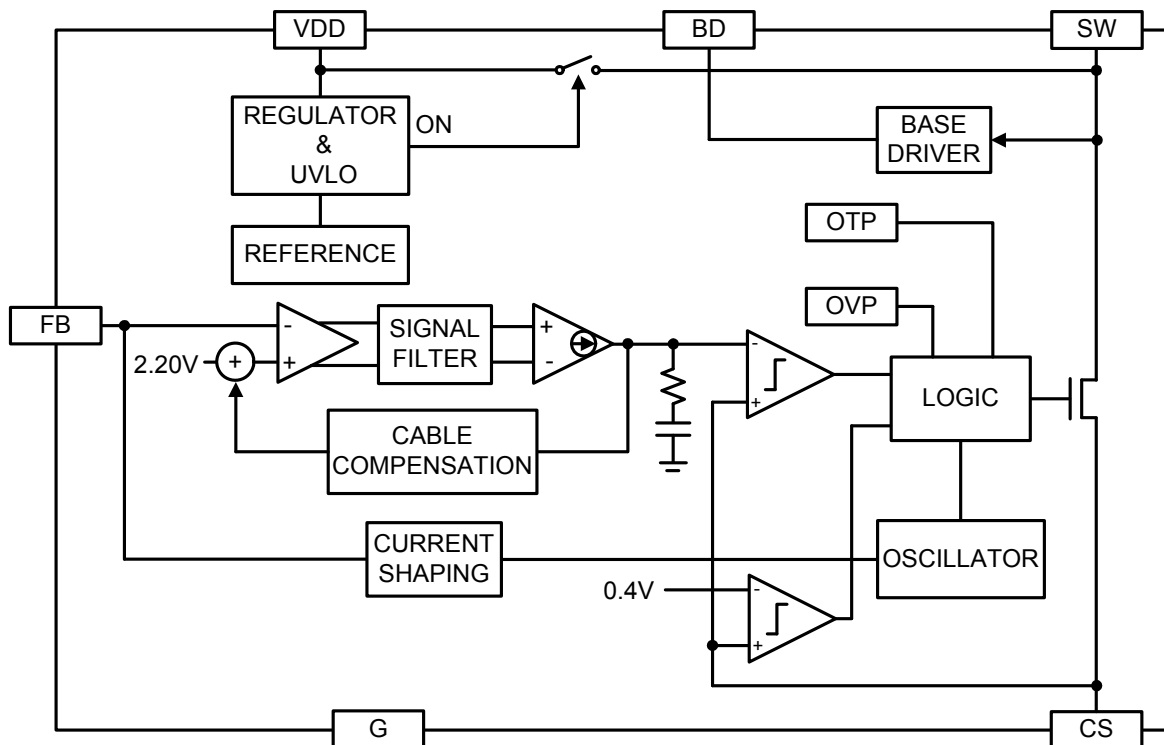 VDD
BD
SW
REGULATOR
&
UVLO
ON
BASE
DRIVER
REFERENCE
OTP
OVP
FB
2.20V
+
-
+
SIGNAL
FILTER
+
-
-
+
LOGIC
CABLE
COMPENSATION
CURRENT
SHAPING
OSCILLATOR
0.4V
-
+
G
CS